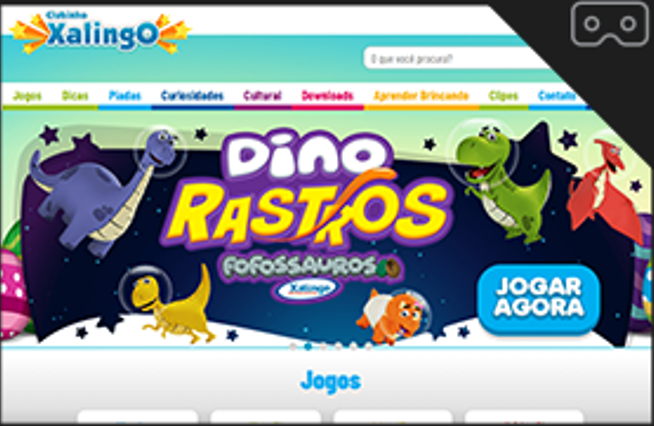 Clubinho
Xalingo
O que você procura?
Jogos Dicas Piadas Curiosidades Cultural Downloads Aprender Brincando Clipes Contato
Dino
RASTROS
FOFOSSAUROS
Xalingo
JOGAR
AGORA
Jogos